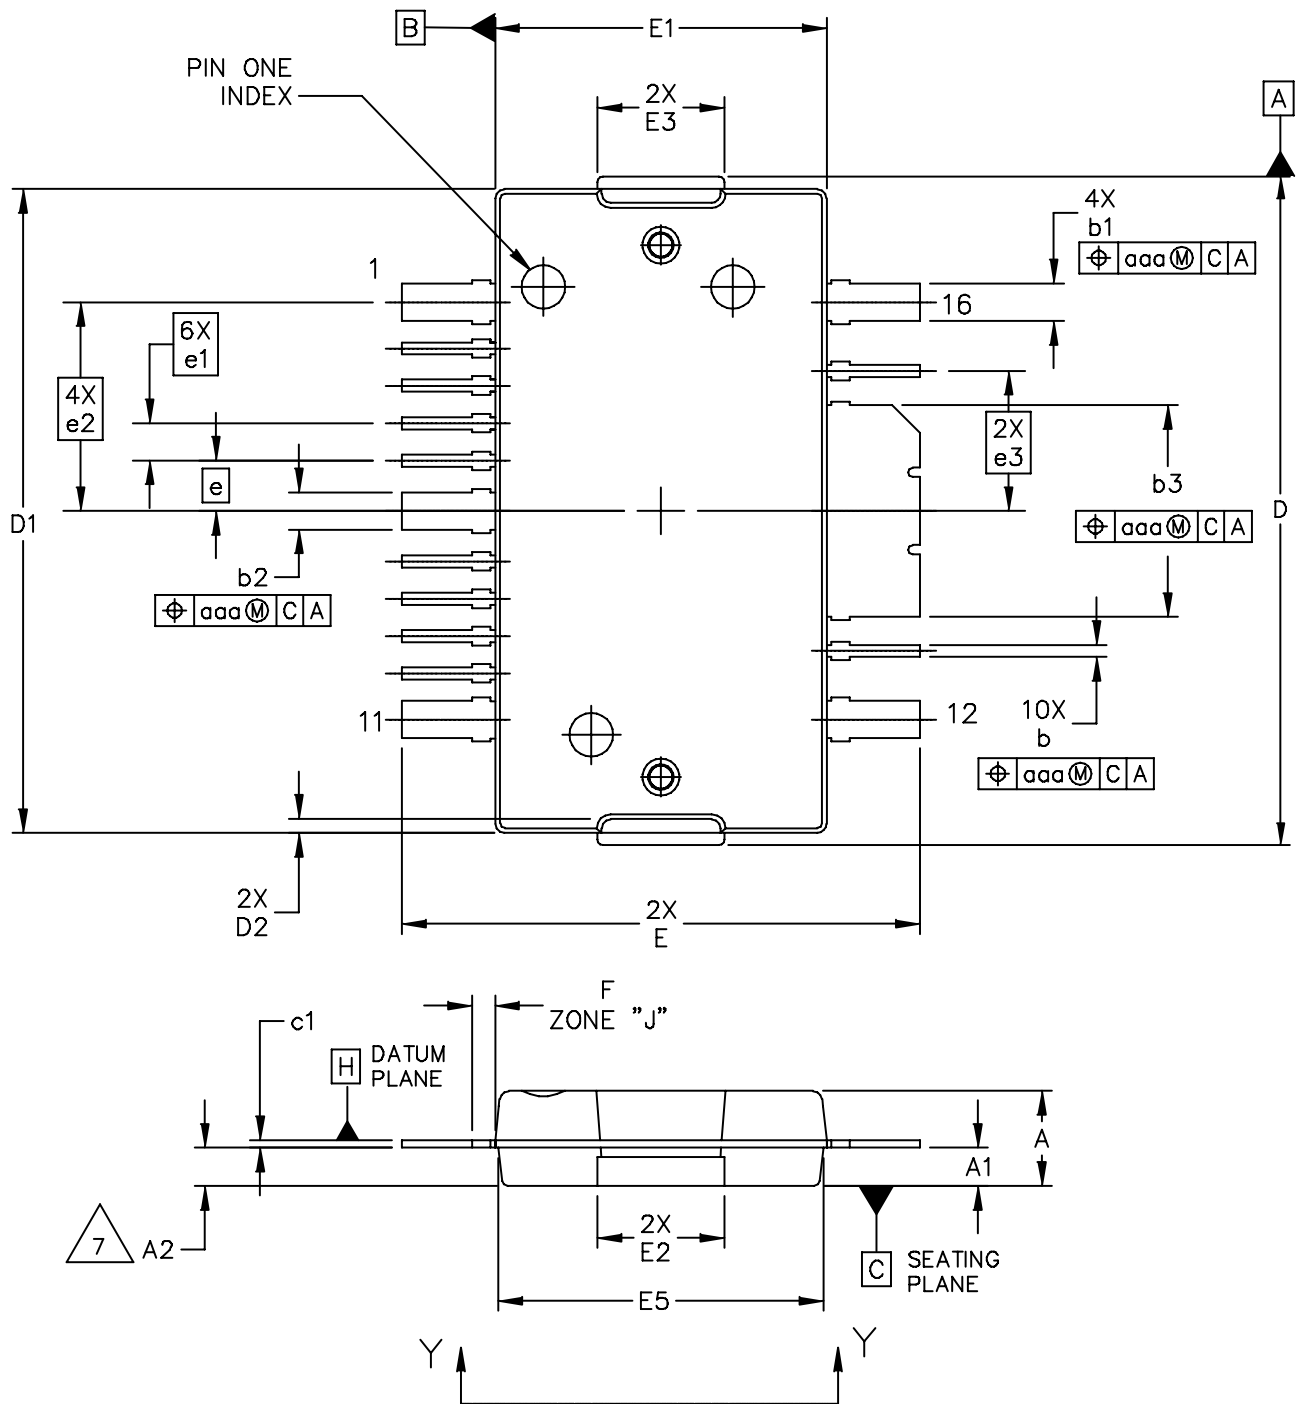 B
E1
PIN ONE
INDEX
2X
E3
A
4X
b1
⌖ aaa Ⓜ C A
1
16
6X
e1
4X
e2
2X
e3
e
b3
D1
D
⌖ aaa Ⓜ C A
b2
⌖ aaa Ⓜ C A
11
12
10X
b
⌖ aaa Ⓜ C A
2X
D2
2X
E
F
ZONE "J"
c1
H
DATUM
PLANE
A
A1
7
A2
2X
E2
C
SEATING
PLANE
E5
Y
Y